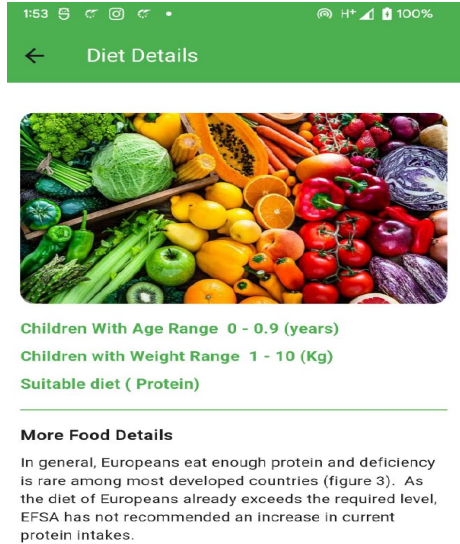 1:53 H+ 100%
Diet Details
Children With Age Range 0 - 0.9 (years)
Children with Weight Range 1 - 10 (Kg)
Suitable diet ( Protein)
More Food Details
In general, Europeans eat enough protein and deficiency
is rare among most developed countries (figure 3). As
the diet of Europeans already exceeds the required level,
EFSA has not recommended an increase in current
protein intakes.